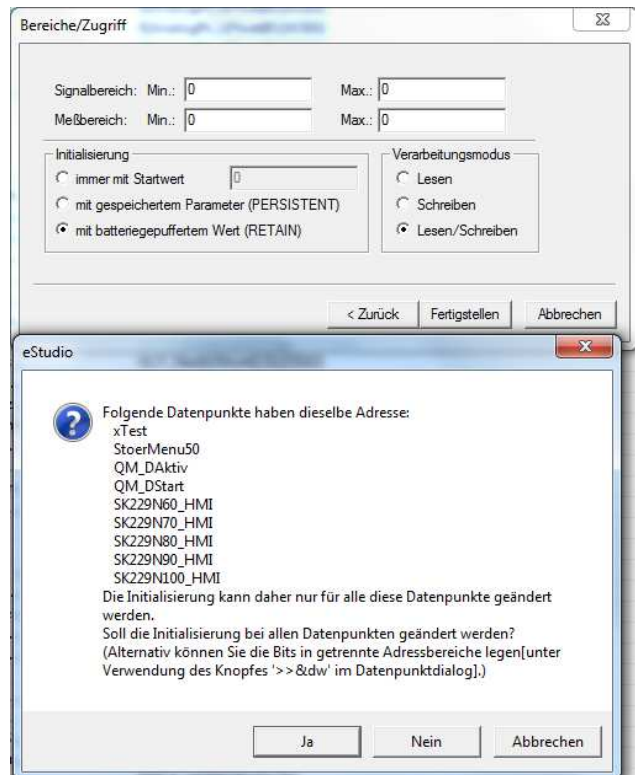 Bereiche/Zugriff
Signalbereich: Min.: 0 Max.: 0
Meßbereich: Min.: 0 Max.: 0
Initialisierung
immer mit Startwert 0
mit gespeichertem Parameter (PERSISTENT)
mit batteriegepuffertem Wert (RETAIN)
Verarbeitungsmodus
Lesen
Schreiben
Lesen/Schreiben
< Zurück Fertigstellen Abbrechen
eStudio
Folgende Datenpunkte haben dieselbe Adresse:
xTest
StoerMenu50
QM_DAktiv
QM_DStart
SK229N60_HMI
SK229N70_HMI
SK229N80_HMI
SK229N90_HMI
SK229N100_HMI
Die Initialisierung kann daher nur für alle diese Datenpunkte geändert
werden.
Soll die Initialisierung bei allen Datenpunkten geändert werden?
(Alternativ können Sie die Bits in getrennte Adressbereiche legen[unter
Verwendung des Knopfes '>>&dw' im Datenpunktdialog].)
Ja Nein Abbrechen